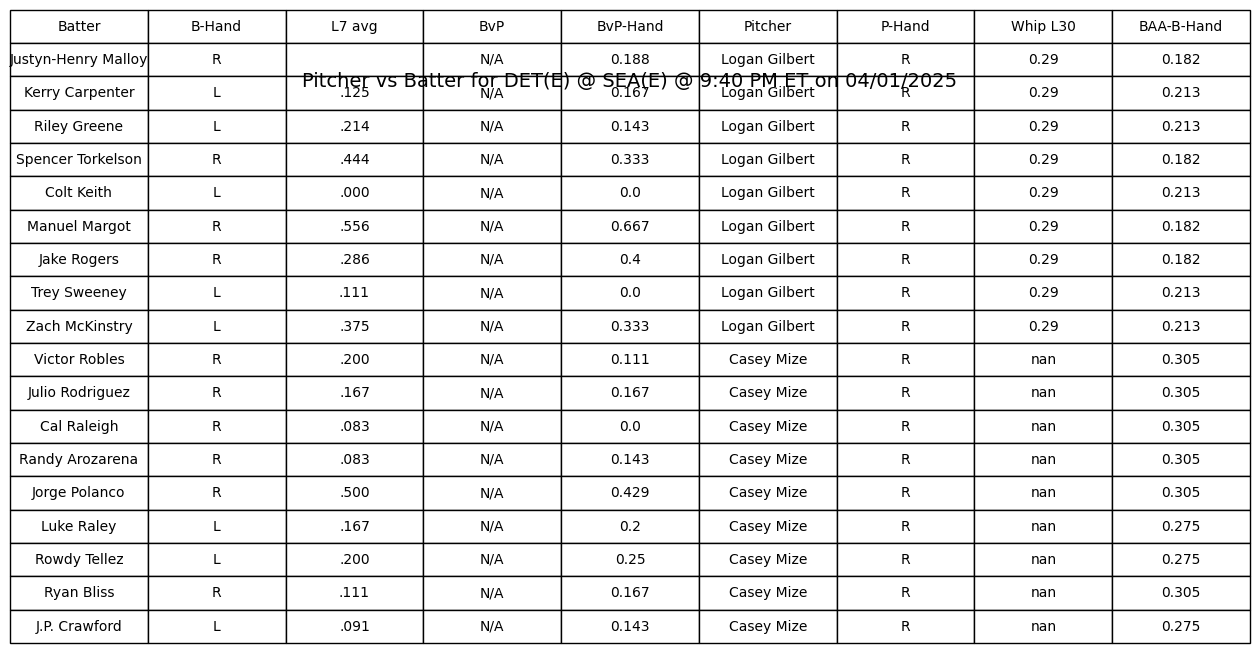 Batter B-Hand L7 avg BvP BvP-Hand Pitcher P-Hand Whip L30 BAA-B-Hand
Justyn-Henry Malloy R N/A 0.188 Logan Gilbert R 0.29 0.182
Pitcher vs Batter for DET(E) @ SEA(E) @ 9:40 PM ET on 04/01/2025
Kerry Carpenter L .125 N/A 0.167 Logan Gilbert R 0.29 0.213
Riley Greene L .214 N/A 0.143 Logan Gilbert R 0.29 0.213
Spencer Torkelson R .444 N/A 0.333 Logan Gilbert R 0.29 0.182
Colt Keith L .000 N/A 0.0 Logan Gilbert R 0.29 0.213
Manuel Margot R .556 N/A 0.667 Logan Gilbert R 0.29 0.182
Jake Rogers R .286 N/A 0.4 Logan Gilbert R 0.29 0.182
Trey Sweeney L .111 N/A 0.0 Logan Gilbert R 0.29 0.213
Zach McKinstry L .375 N/A 0.333 Logan Gilbert R 0.29 0.213
Victor Robles R .200 N/A 0.111 Casey Mize R nan 0.305
Julio Rodriguez R .167 N/A 0.167 Casey Mize R nan 0.305
Cal Raleigh R .083 N/A 0.0 Casey Mize R nan 0.305
Randy Arozarena R .083 N/A 0.143 Casey Mize R nan 0.305
Jorge Polanco R .500 N/A 0.429 Casey Mize R nan 0.305
Luke Raley L .167 N/A 0.2 Casey Mize R nan 0.275
Rowdy Tellez L .200 N/A 0.25 Casey Mize R nan 0.275
Ryan Bliss R .111 N/A 0.167 Casey Mize R nan 0.305
J.P. Crawford L .091 N/A 0.143 Casey Mize R nan 0.275